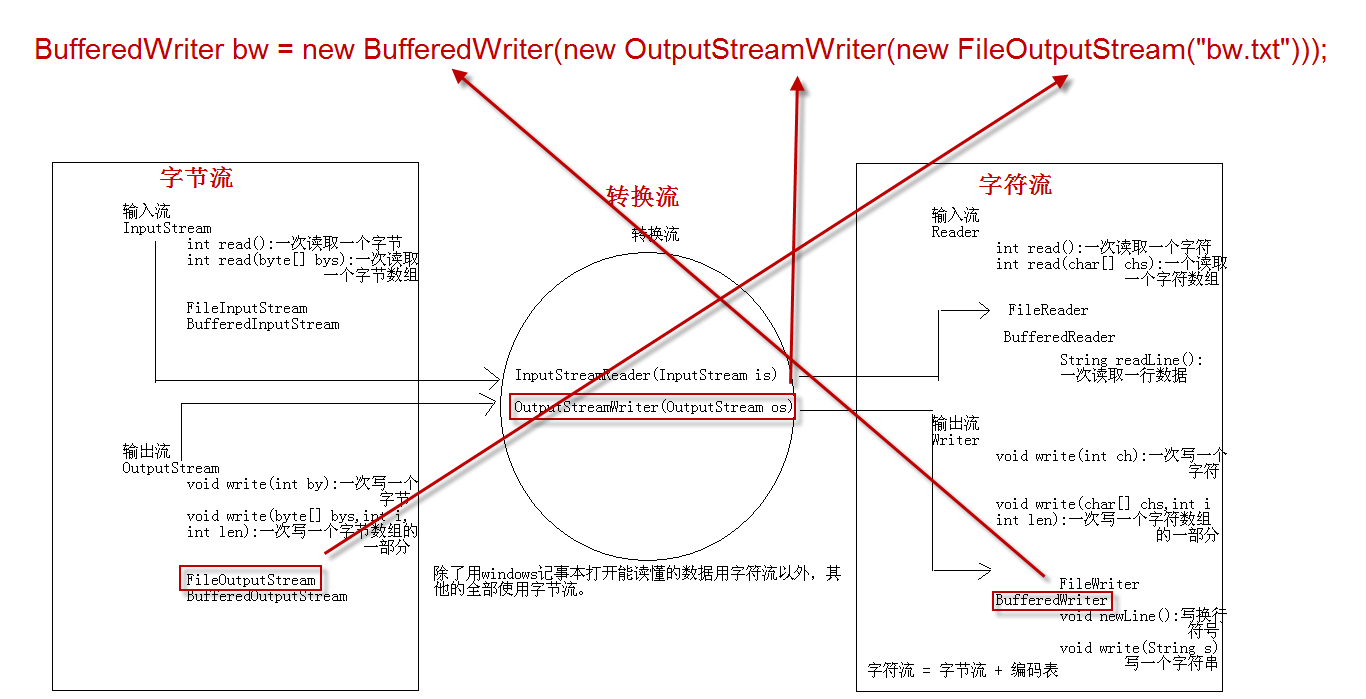 BufferedWriter bw = new BufferedWriter(new OutputStreamWriter(new FileOutputStream("bw.txt")));
字节流
输入流
InputStream
int read():一次读取一个字节
int read(byte[] bys):一次读取
一个字节数组
FileInputStream
BufferedInputStream
输出流
OutputStream
void write(int by):一次写一个
字节
void write(byte[] bys,int i,
int len):一次写一个字节数组的
一部分
FileOutputStream
BufferedOutputStream
转换流
转换流
InputStreamReader(InputStream is)
OutputStreamWriter(OutputStream os)
除了用windows记事本打开能读懂的数据用字符流以外，其
他的全部使用字节流。
字符流
输入流
Reader
int read():一次读取一个字符
int read(char[] chs):一个读取
一个字符数组
FileReader
BufferedReader
String readLine():
一次读取一行数据
输出流
Writer
void write(int ch):一次写一个
字符
void write(char[] chs,int i
int len):一次写一个字符数组
的一部分
FileWriter
BufferedWriter
void newLine():写换行
符号
void write(String s)
写一个字符串
字符流 = 字节流 + 编码表